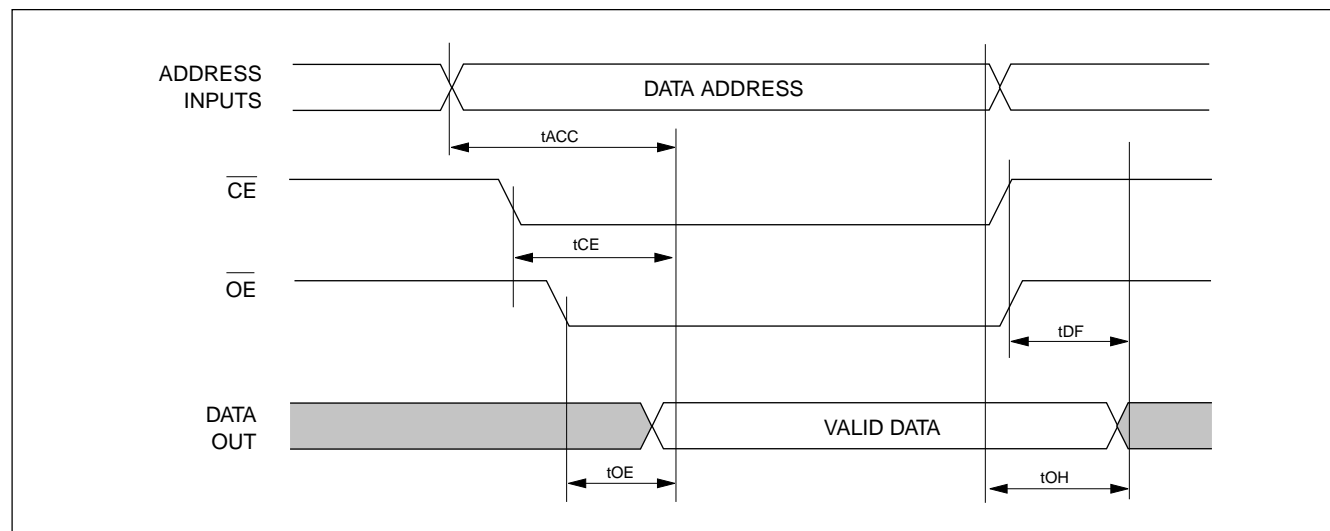 ADDRESS
INPUTS
DATA ADDRESS
tACC
CE
tCE
OE
tDF
DATA
OUT
VALID DATA
tOE
tOH